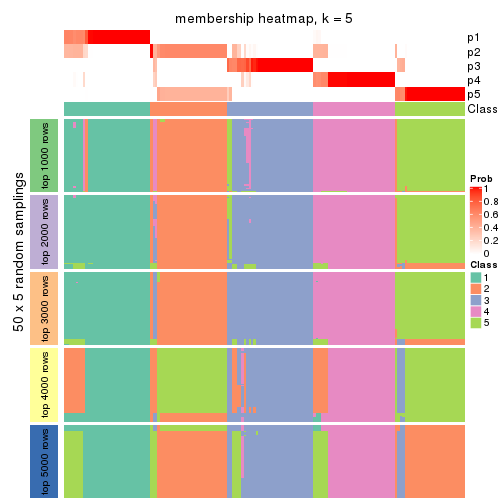 membership heatmap, k = 5
p1
p2
p3
p4
p5
Class
50 x 5 random samplings
top 1000 rows
top 2000 rows
top 3000 rows
top 4000 rows
top 5000 rows
Prob
1
0.8
0.6
0.4
0.2
0
Class
1
2
3
4
5